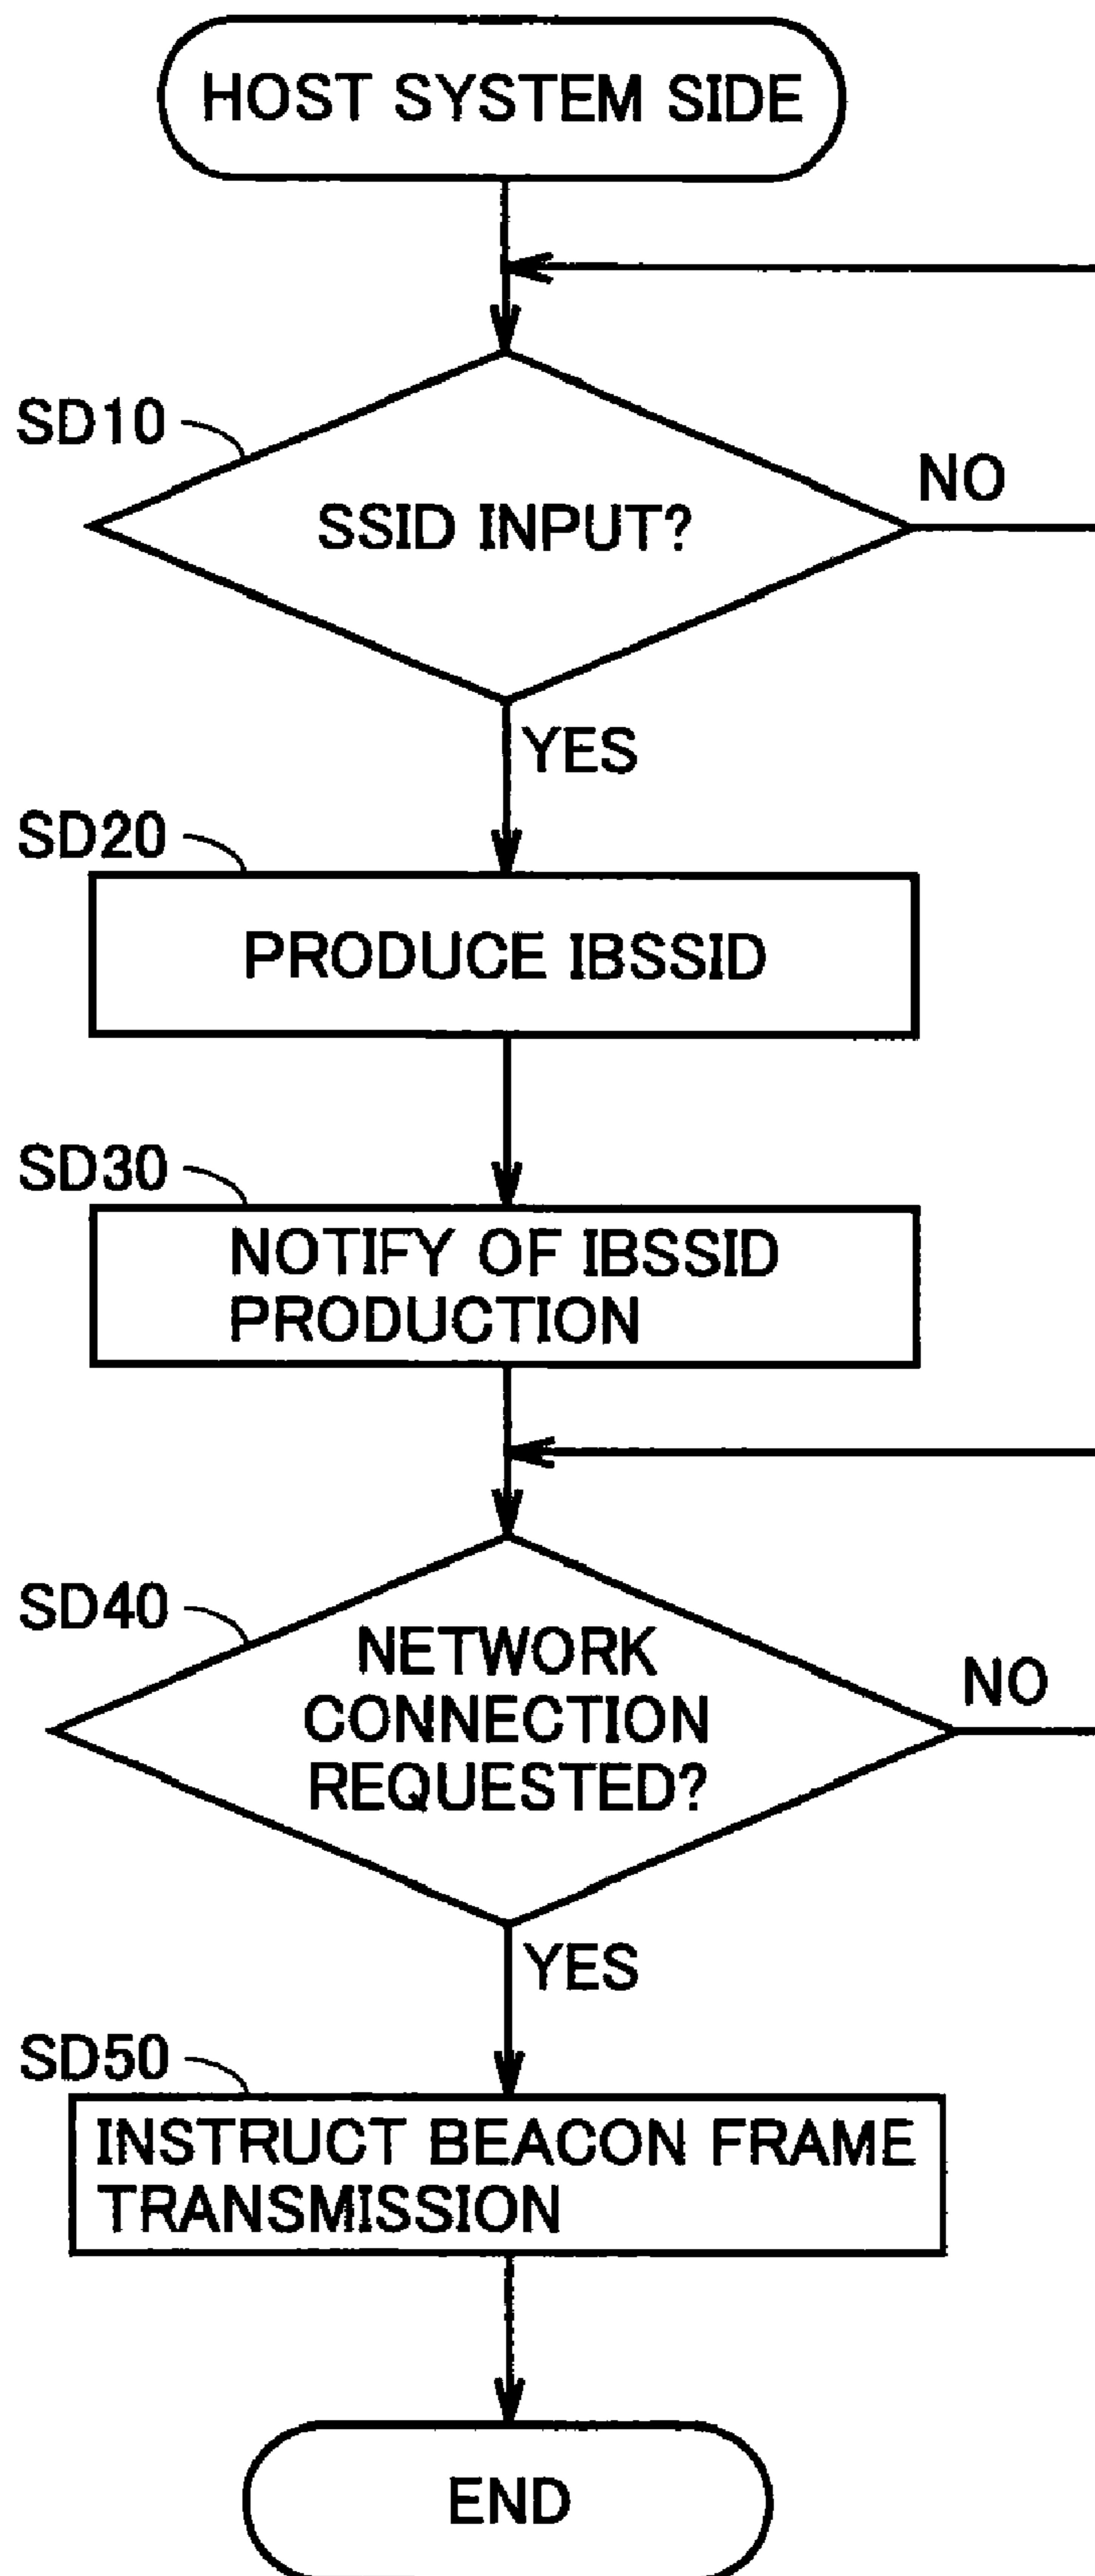 HOST SYSTEM SIDE
SD10
SSID INPUT?
NO
YES
SD20
PRODUCE IBSSID
SD30
NOTIFY OF IBSSID
PRODUCTION
SD40
NETWORK
CONNECTION
REQUESTED?
NO
YES
SD50
INSTRUCT BEACON FRAME
TRANSMISSION
END